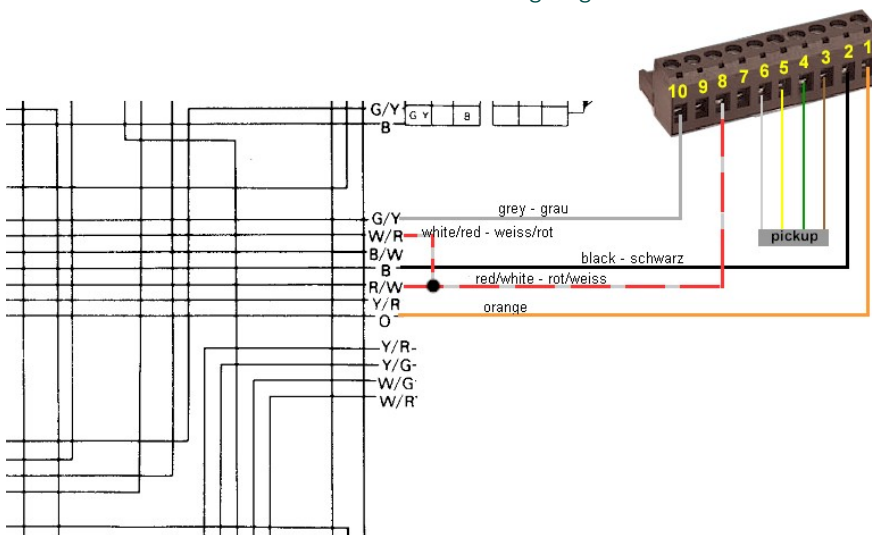 10 9 8 7 6 5 4 3 2 1
G/Y
B
G Y B
G/Y
grey - grau
W/R
white/red - weiss/rot
pickup
B/W
black - schwarz
B
red/white - rot/weiss
R/W
Y/R
orange
O
Y/R
Y/G
W/G
W/R